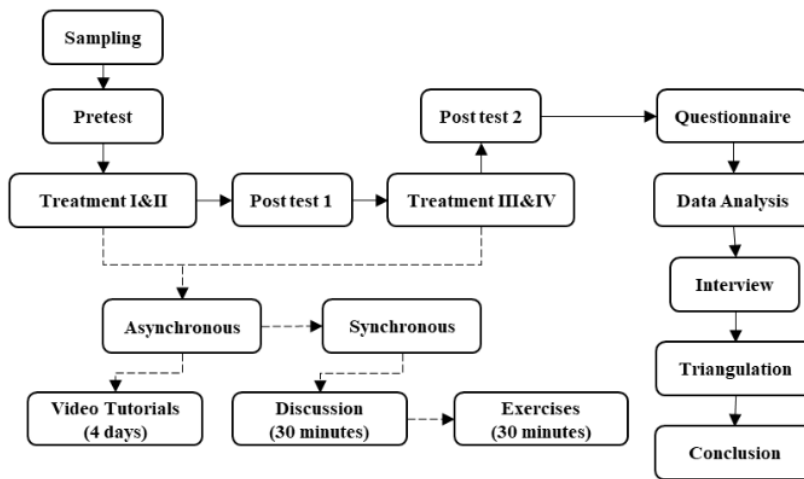 Sampling
Pretest
Post test 2
Questionnaire
Treatment I&II
Post test 1
Treatment III&IV
Data Analysis
Interview
Asynchronous
Synchronous
Triangulation
Video Tutorials
(4 days)
Discussion
(30 minutes)
Exercises
(30 minutes)
Conclusion